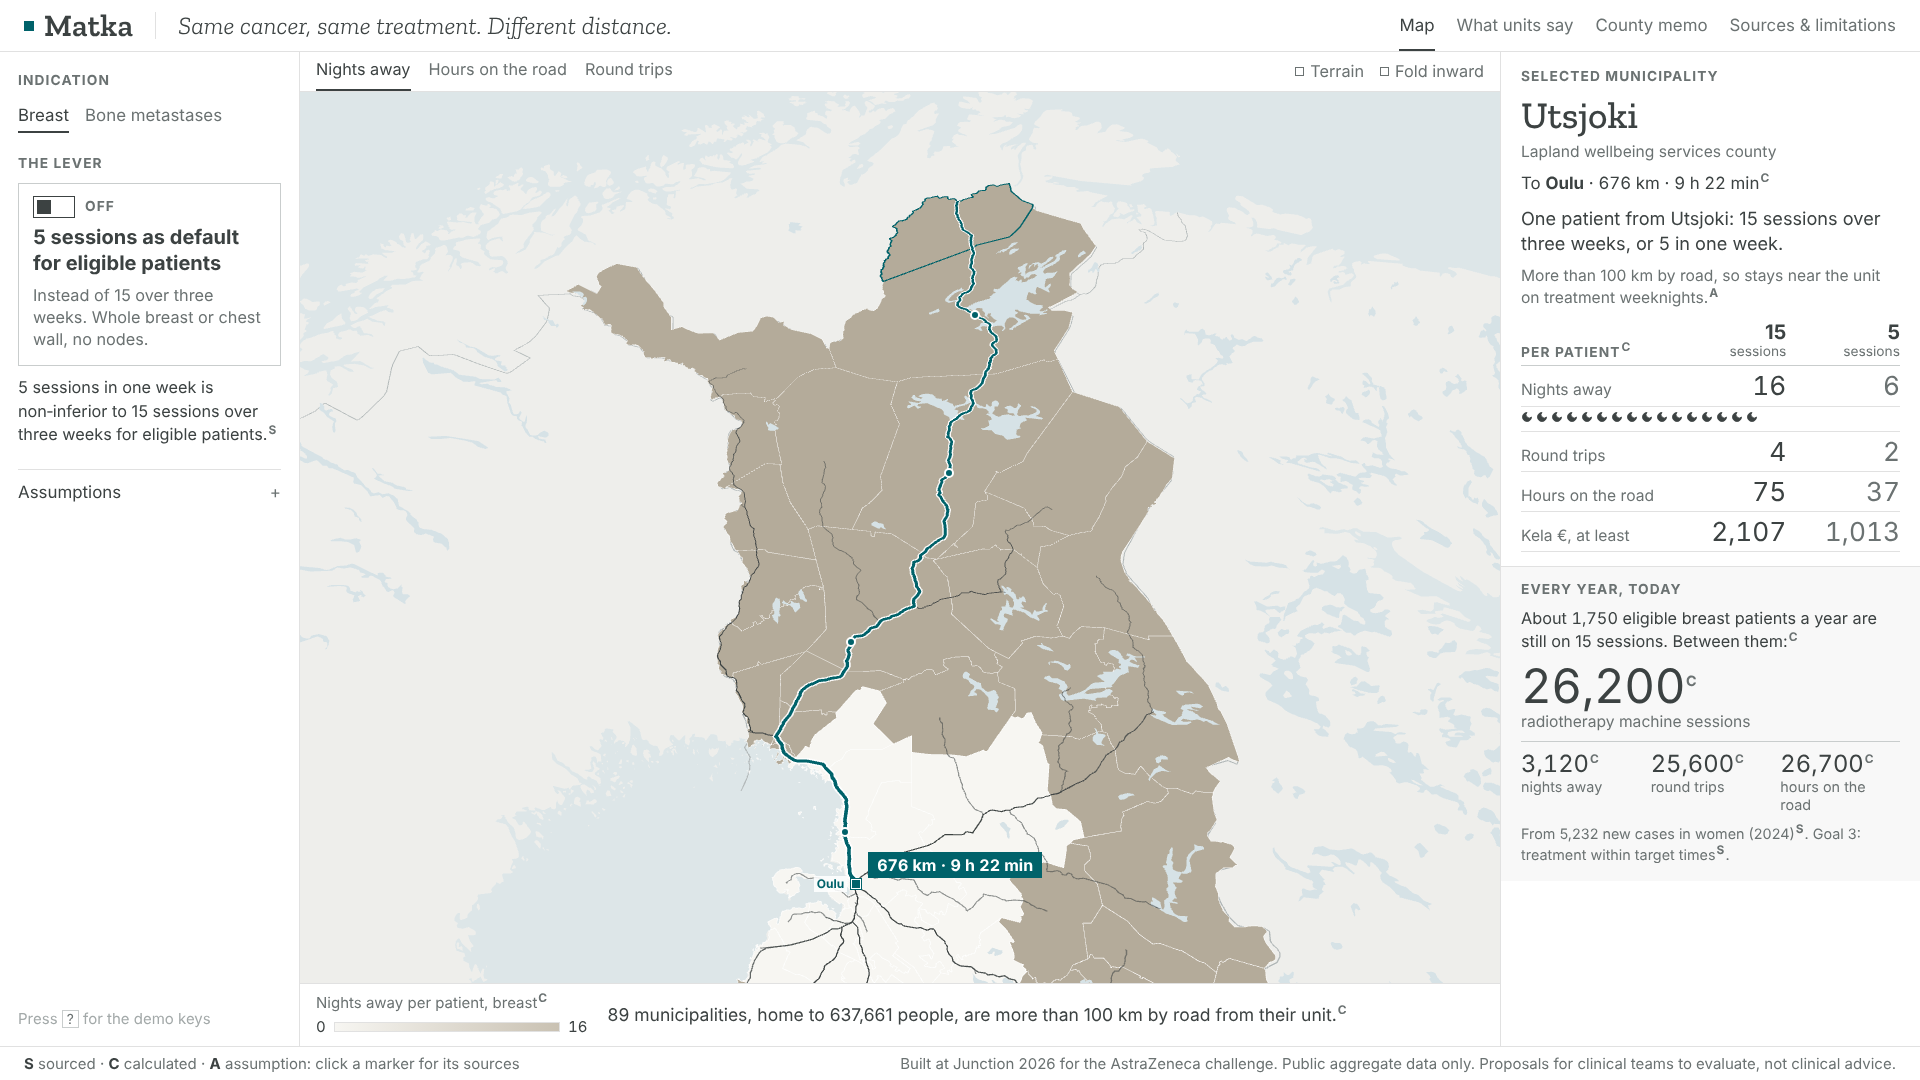 Matka
Same cancer, same treatment. Different distance.
Map
What units say
County memo
Sources & limitations
INDICATION
Breast
Bone metastases
THE LEVER
OFF
5 sessions as default
for eligible patients
Instead of 15 over three
weeks. Whole breast or chest
wall, no nodes.
5 sessions in one week is
non-inferior to 15 sessions over
three weeks for eligible patients.S
Assumptions +
Press ? for the demo keys
Nights away
Hours on the road
Round trips
Terrain
Fold inward
676 km · 9 h 22 min
Oulu
Nights away per patient, breastC
0
16
89 municipalities, home to 637,661 people, are more than 100 km by road from their unit.C
SELECTED MUNICIPALITY
Utsjoki
Lapland wellbeing services county
To Oulu · 676 km · 9 h 22 minC
One patient from Utsjoki: 15 sessions over
three weeks, or 5 in one week.
More than 100 km by road, so stays near the unit
on treatment weeknights.A
PER PATIENTC
15 sessions
5 sessions
Nights away 16 6
Round trips 4 2
Hours on the road 75 37
Kela €, at least 2,107 1,013
EVERY YEAR, TODAY
About 1,750 eligible breast patients a year are
still on 15 sessions. Between them:C
26,200C
radiotherapy machine sessions
3,120C 25,600C 26,700C
nights away round trips hours on the
road
From 5,232 new cases in women (2024)S. Goal 3:
treatment within target timesS.
S sourced · C calculated · A assumption: click a marker for its sources
Built at Junction 2026 for the AstraZeneca challenge. Public aggregate data only. Proposals for clinical teams to evaluate, not clinical advice.